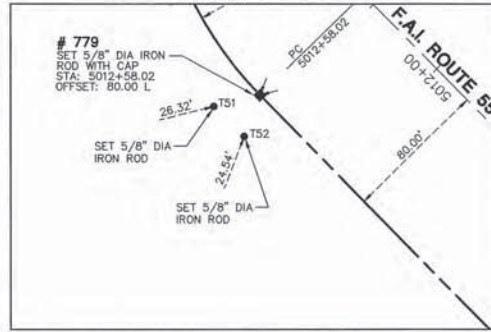 # 779
SET 5/8" DIA IRON
ROD WITH CAP
STA: 5012+58.02
OFFSET: 80.00 L
PC
5012+58.02
F.A.I. ROUTE 55
5012+00
26.32'
T51
SET 5/8" DIA
IRON ROD
T52
24.54'
80.00'
SET 5/8" DIA
IRON ROD